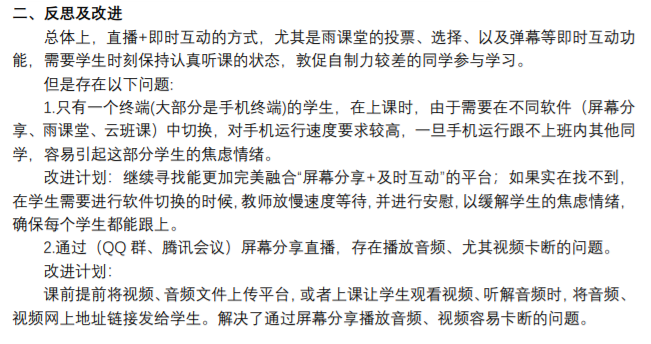 二、反思及改进
总体上，直播+即时互动的方式，尤其是雨课堂的投票、选择、以及弹幕等即时互动功
能，需要学生时刻保持认真听课的状态，敦促自制力较差的同学参与学习。
但是存在以下问题:
1.只有一个终端(大部分是手机终端)的学生，在上课时，由于需要在不同软件（屏幕分
享、雨课堂、云班课）中切换，对手机运行速度要求较高，一旦手机运行跟不上班内其他同
学，容易引起这部分学生的焦虑情绪。
改进计划：继续寻找能更加完美融合“屏幕分享+及时互动”的平台；如果实在找不到，
在学生需要进行软件切换的时候,教师放慢速度等待,并进行安慰,以缓解学生的焦虑情绪，
确保每个学生都能跟上。
2.通过（QQ 群、腾讯会议）屏幕分享直播，存在播放音频、尤其视频卡断的问题。
改进计划：
课前提前将视频、音频文件上传平台,或者上课让学生观看视频、听解音频时,将音频、
视频网上地址链接发给学生。解决了通过屏幕分享播放音频、视频容易卡断的问题。